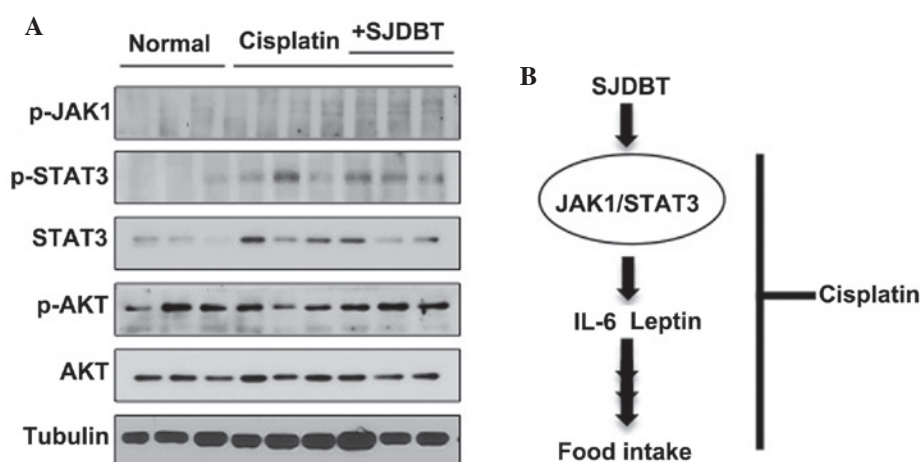 A
Normal
Cisplatin
+SJDBT
p-JAK1
p-STAT3
STAT3
p-AKT
AKT
Tubulin
B
SJDBT
JAK1/STAT3
IL-6 Leptin
Food intake
Cisplatin